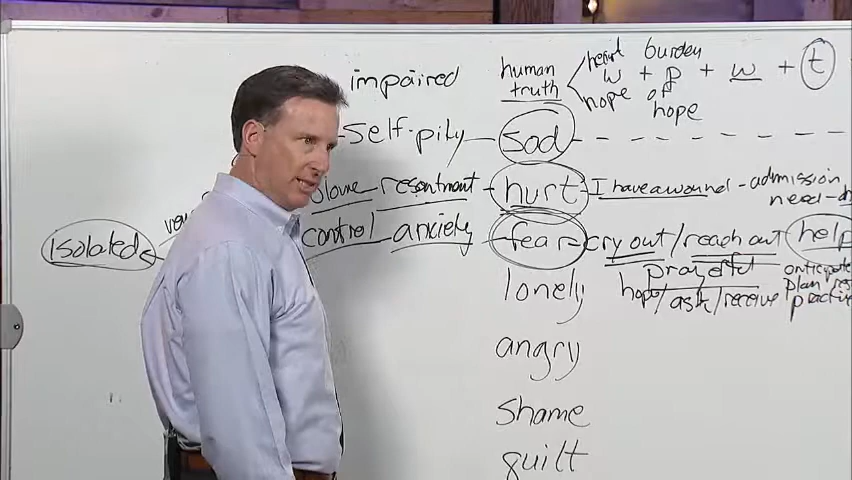 impaired
human truth
heart
hope
w + p + w + t
burden
of
hope
self-pity — sad
resentment — hurt — I have a wound - admission
need
Isolated
control anxiety — fear = cry out / reach out help
prayerful
hope/ask/receive
anticipate
plan
practice
lonely
angry
shame
guilt